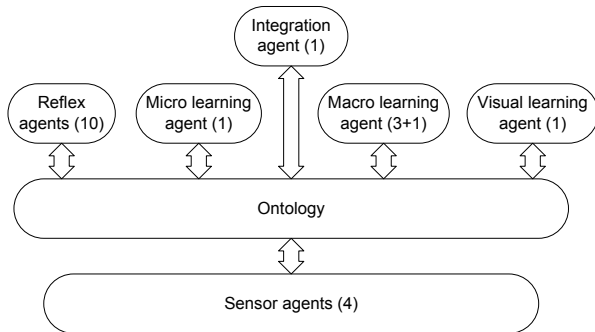 Integration
agent (1)
Reflex
agents (10)
Micro learning
agent (1)
Macro learning
agent (3+1)
Visual learning
agent (1)
Ontology
Sensor agents (4)